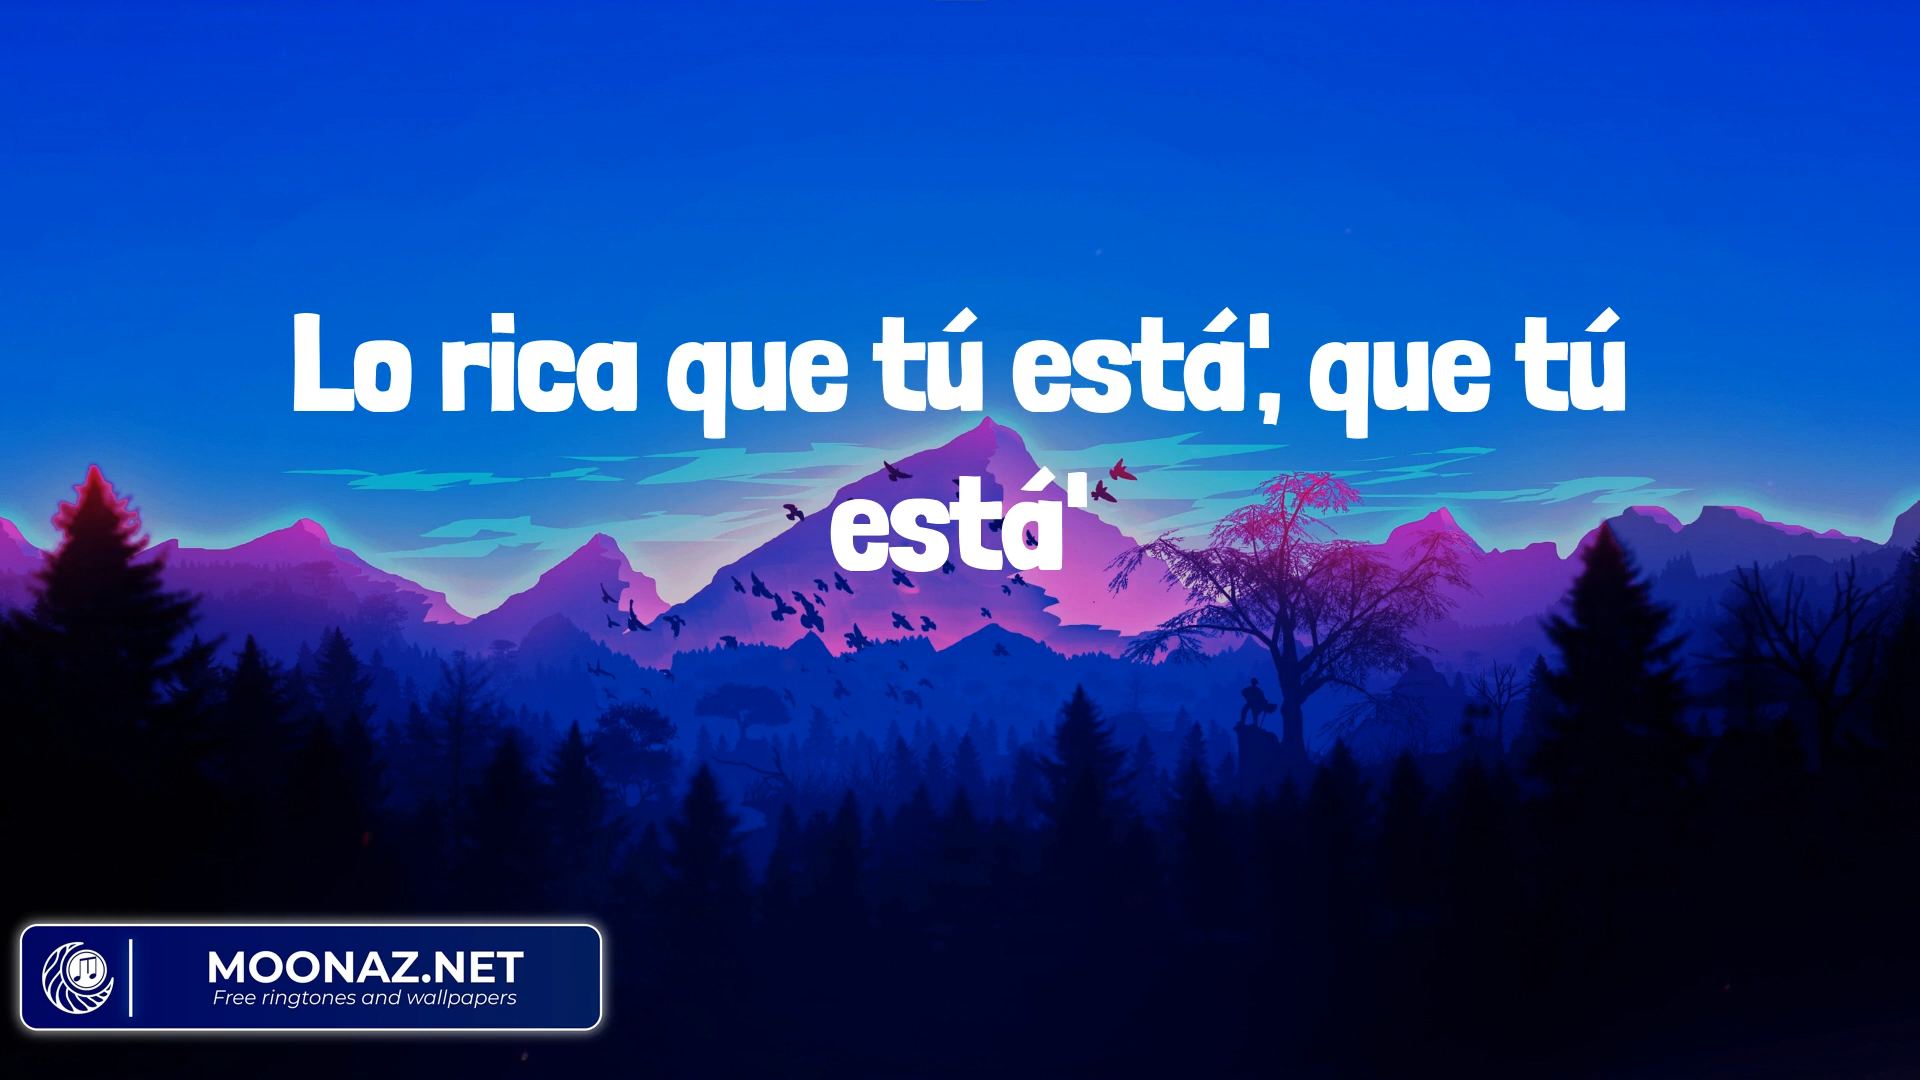 Lo rica que tú está', que tú
está'
MOONAZ.NET
Free ringtones and wallpapers